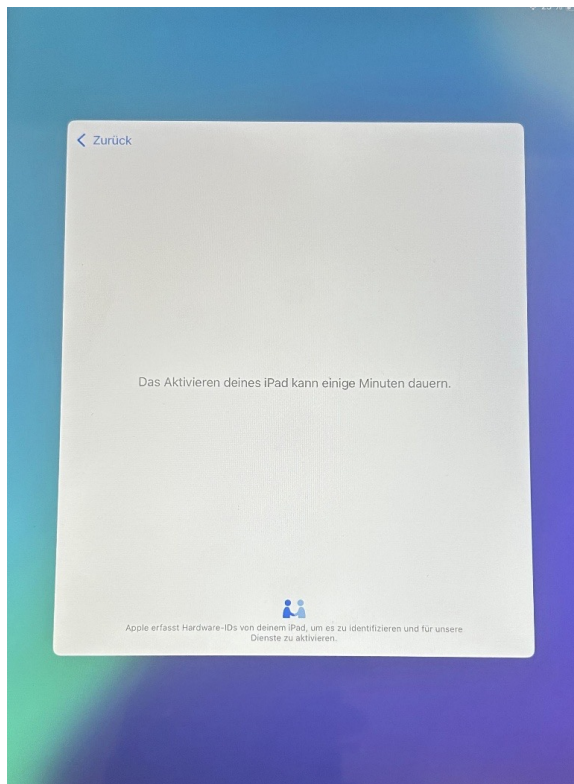 Zurück
Das Aktivieren deines iPad kann einige Minuten dauern.
Apple erfasst Hardware-IDs von deinem iPad, um es zu identifizieren und für unsere
Dienste zu aktivieren.